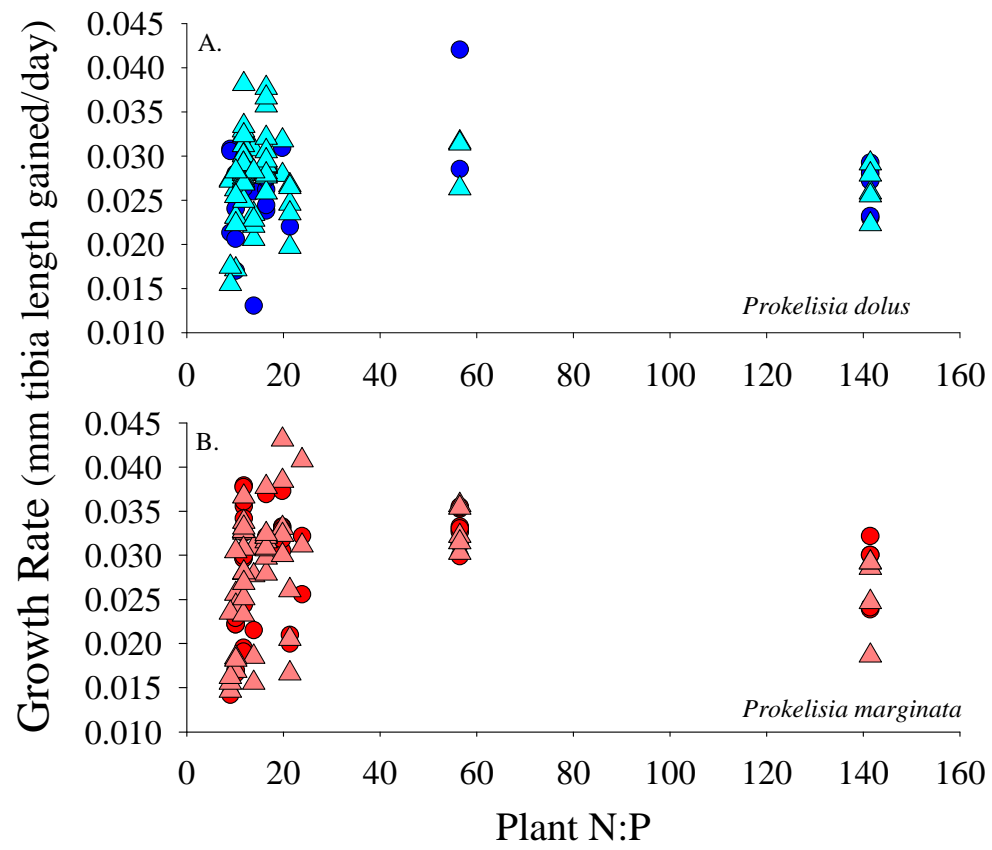 Growth Rate (mm tibia length gained/day)
A.
0.045
0.040
0.035
0.030
0.025
0.020
0.015
0.010
Prokelisia dolus
0 20 40 60 80 100 120 140 160
B.
0.045
0.040
0.035
0.030
0.025
0.020
0.015
0.010
Prokelisia marginata
0 20 40 60 80 100 120 140 160
Plant N:P